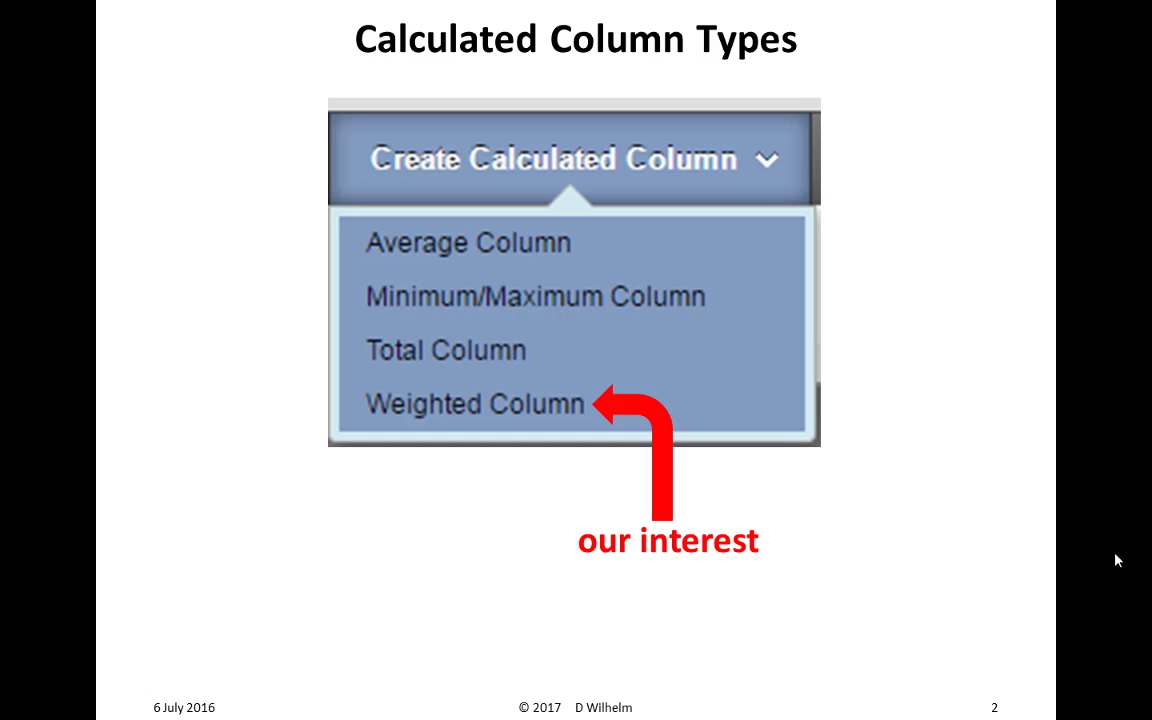 Calculated Column Types
Create Calculated Column
Average Column
Minimum/Maximum Column
Total Column
Weighted Column
our interest
6 July 2016 © 2017 D Wilhelm 2